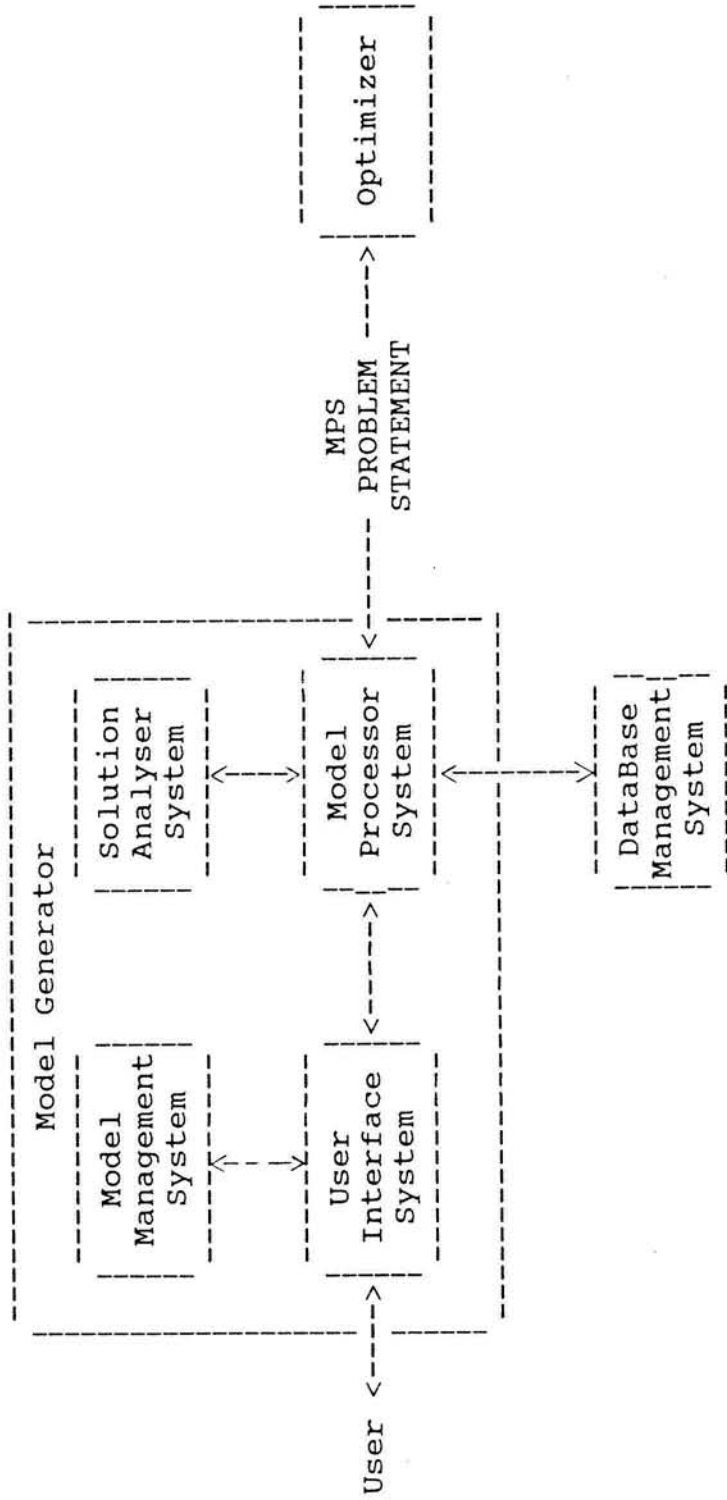 Model Generator
Model
Management
System
Solution
Analyser
System
User
User
Interface
System
Model
Processor
System
MPS
PROBLEM
STATEMENT
Optimizer
DataBase
Management
System